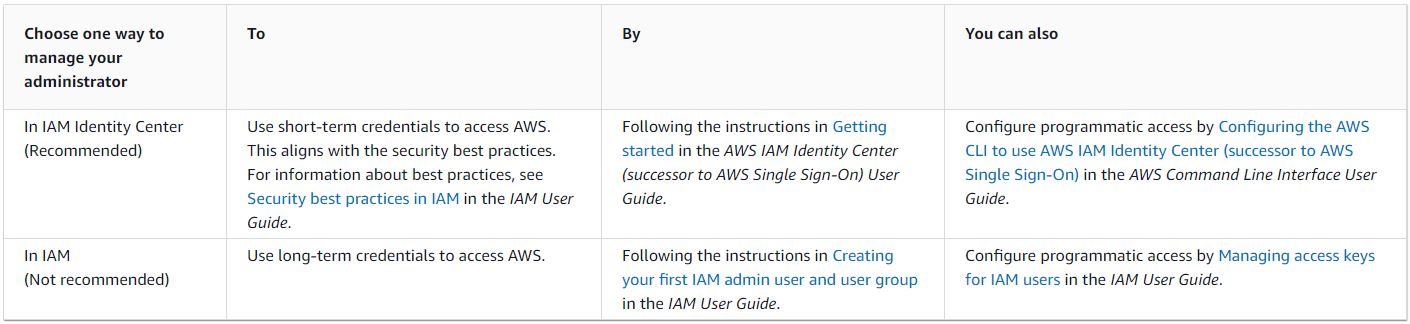 Choose one way to
manage your
administrator
To
By
You can also
In IAM Identity Center
(Recommended)
Use short-term credentials to access AWS.
This aligns with the security best practices.
For information about best practices, see
Security best practices in IAM in the IAM User
Guide.
Following the instructions in Getting
started in the AWS IAM Identity Center
(successor to AWS Single Sign-On) User
Guide.
Configure programmatic access by Configuring the AWS
CLI to use AWS IAM Identity Center (successor to AWS
Single Sign-On) in the AWS Command Line Interface User
Guide.
In IAM
(Not recommended)
Use long-term credentials to access AWS.
Following the instructions in Creating
your first IAM admin user and user group
in the IAM User Guide.
Configure programmatic access by Managing access keys
for IAM users in the IAM User Guide.